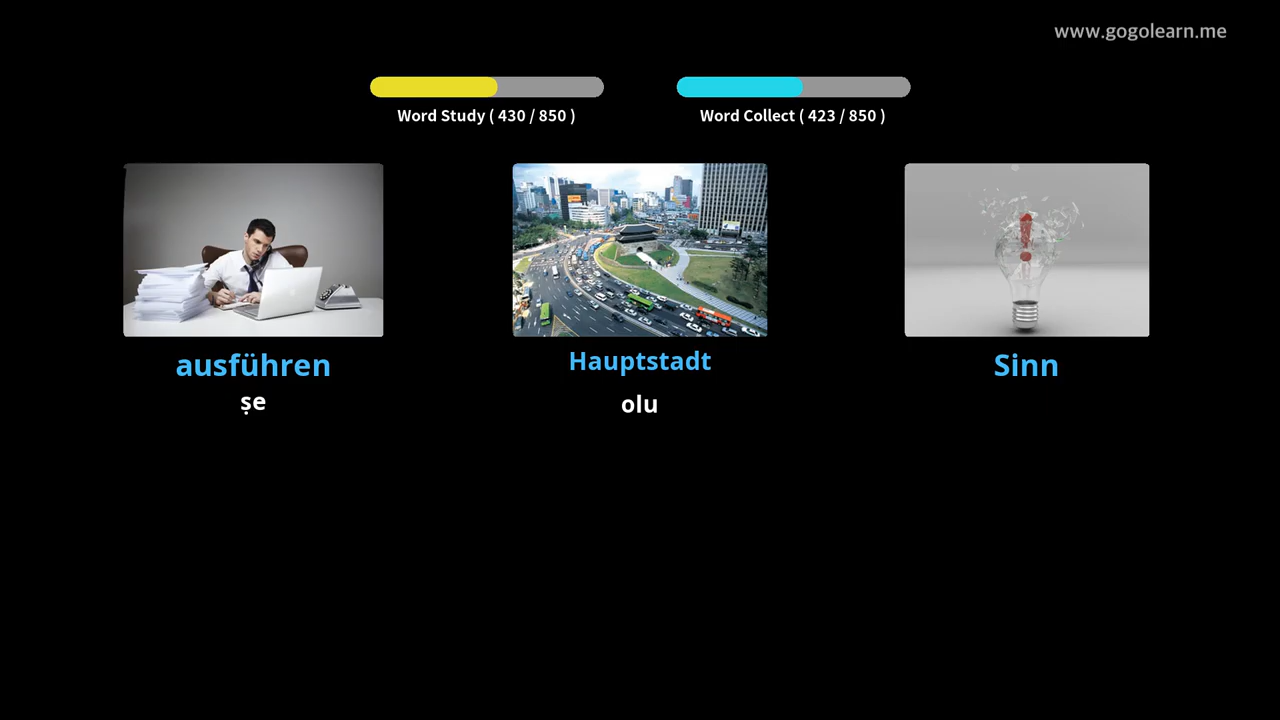 www.gogolearn.me
Word Study ( 430 / 850 )
Word Collect ( 423 / 850 )
ausführen
ṣe
Hauptstadt
olu
Sinn